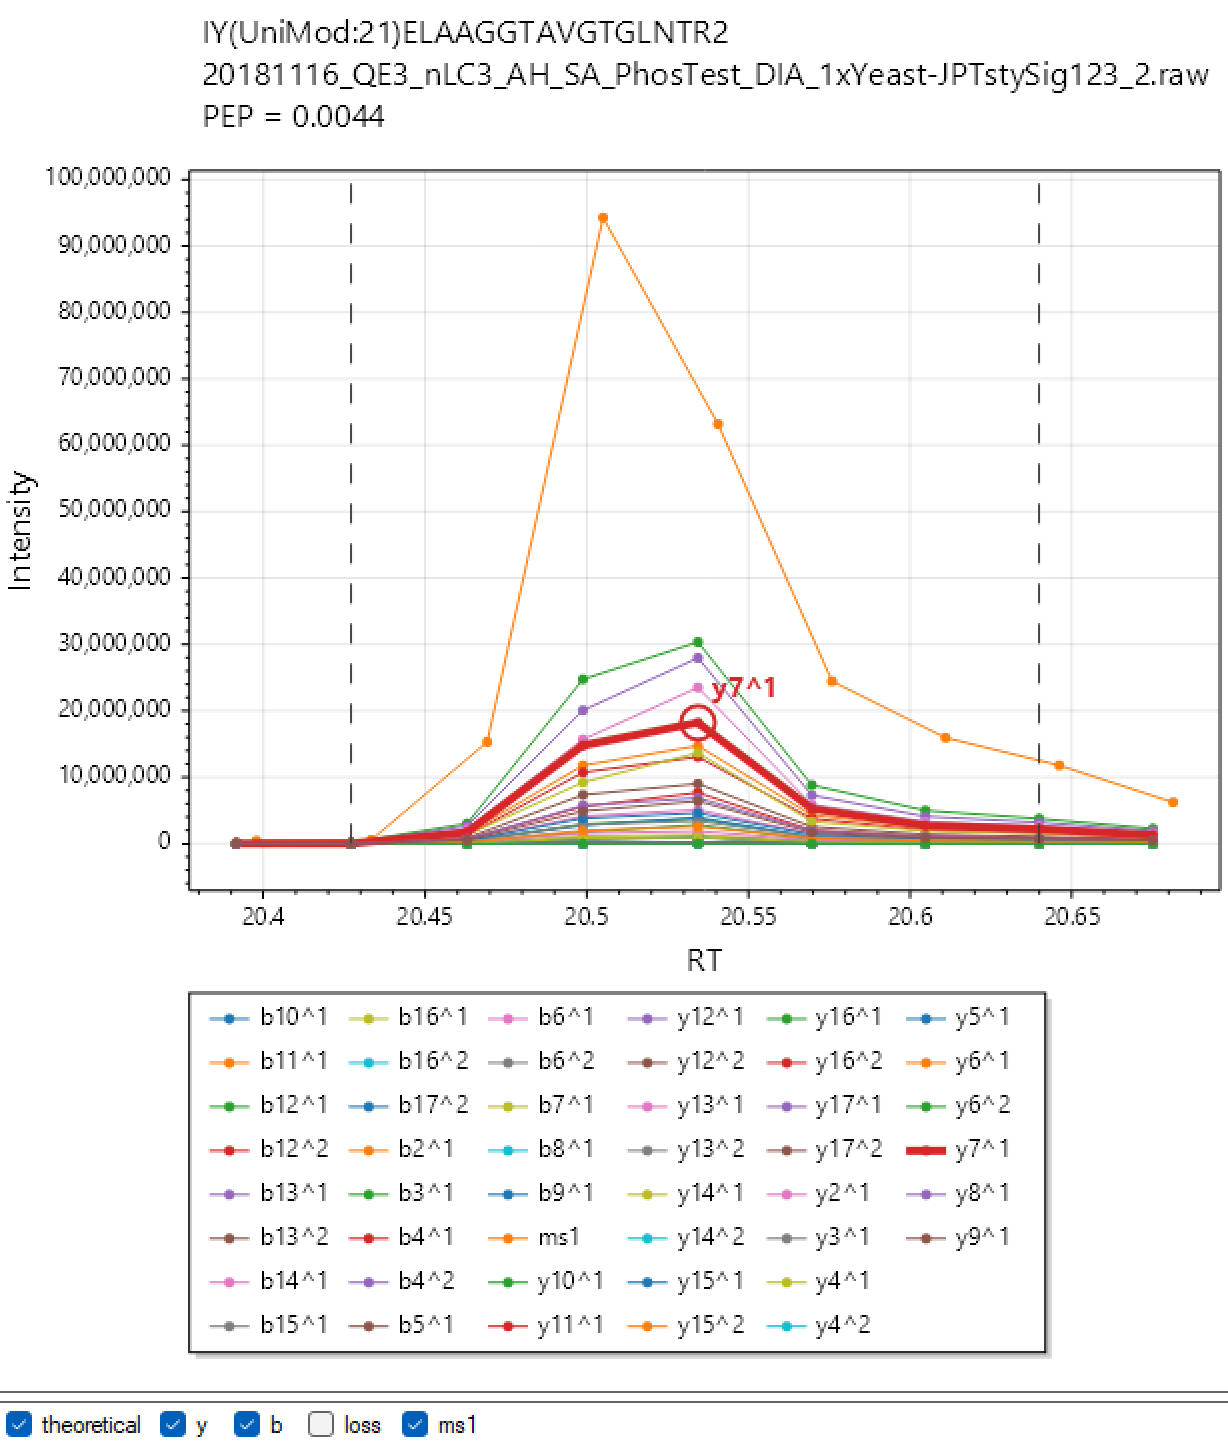 IY(UniMod:21)ELAAGGTAVGTGLNTR2
20181116_QE3_nLC3_AH_SA_PhosTest_DIA_1xYeast-JPTstySig123_2.raw
PEP = 0.0044
100,000,000
90,000,000
80,000,000
70,000,000
60,000,000
50,000,000
40,000,000
30,000,000
20,000,000
10,000,000
0
Intensity
y7^1
20.4 20.45 20.5 20.55 20.6 20.65
RT
b10^1 b16^1 b6^1 y12^1 y16^1 y5^1
b11^1 b16^2 b6^2 y12^2 y16^2 y6^1
b12^1 b17^2 b7^1 y13^1 y17^1 y6^2
b12^2 b2^1 b8^1 y13^2 y17^2 y7^1
b13^1 b3^1 b9^1 y14^1 y2^1 y8^1
b13^2 b4^1 ms1 y14^2 y3^1 y9^1
b14^1 b4^2 y10^1 y15^1 y4^1
b15^1 b5^1 y11^1 y15^2 y4^2
theoretical y b loss ms1